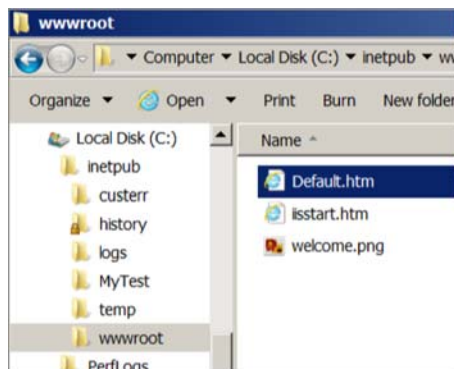 wwwroot
Computer Local Disk (C:) inetpub
Organize Open Print Burn New folder
Local Disk (C:)
inetpub
custerr
history
logs
MyTest
temp
wwwroot
PerfLogs
Name
Default.htm
iisstart.htm
welcome.png